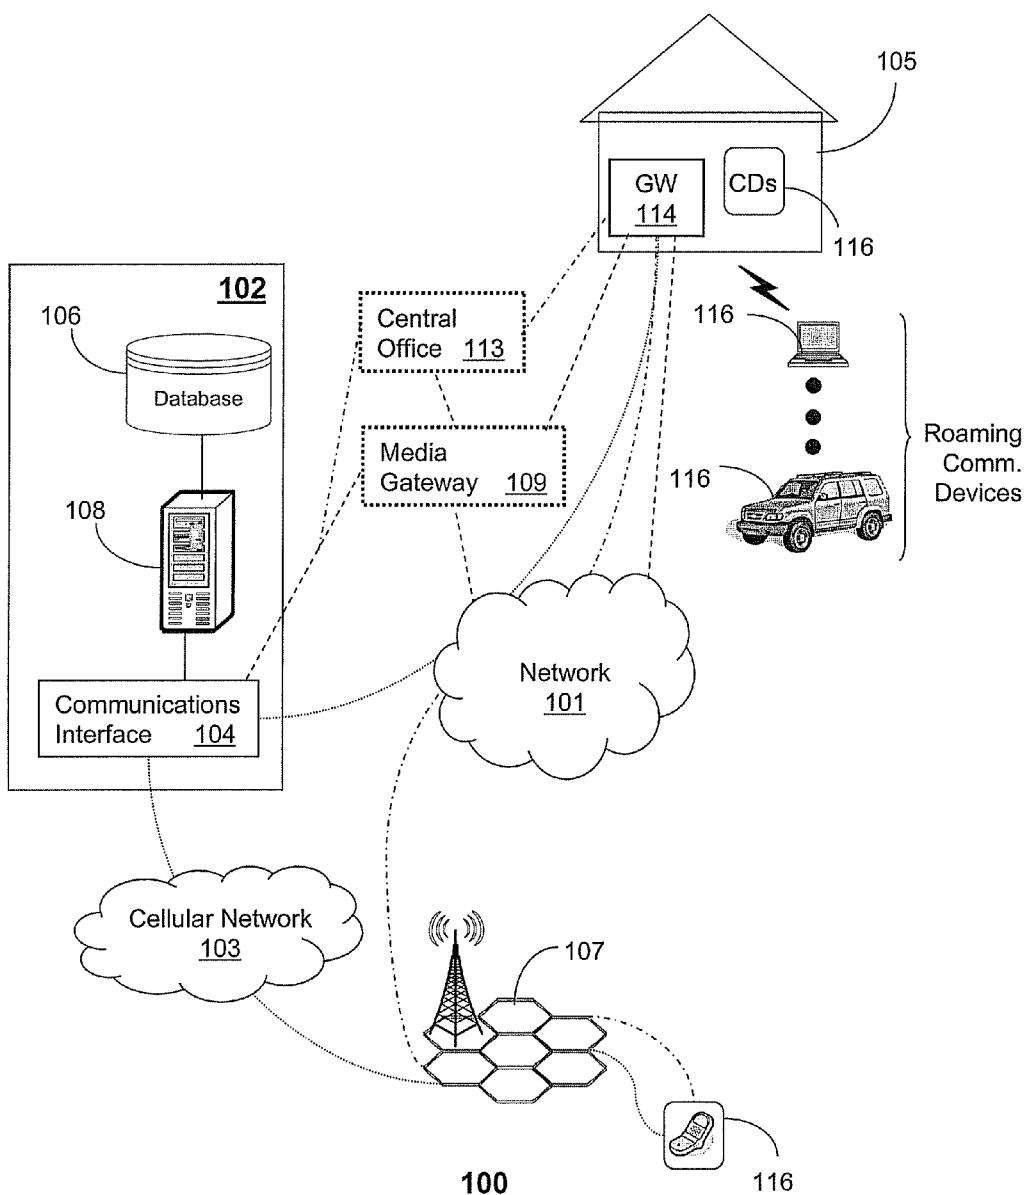 105
GW
114
CDs
116
102
106
Database
Central
Office 113
116
Roaming
Comm.
Devices
Media
Gateway 109
116
108
Network
101
Communications
Interface 104
Cellular Network
103
107
116
100